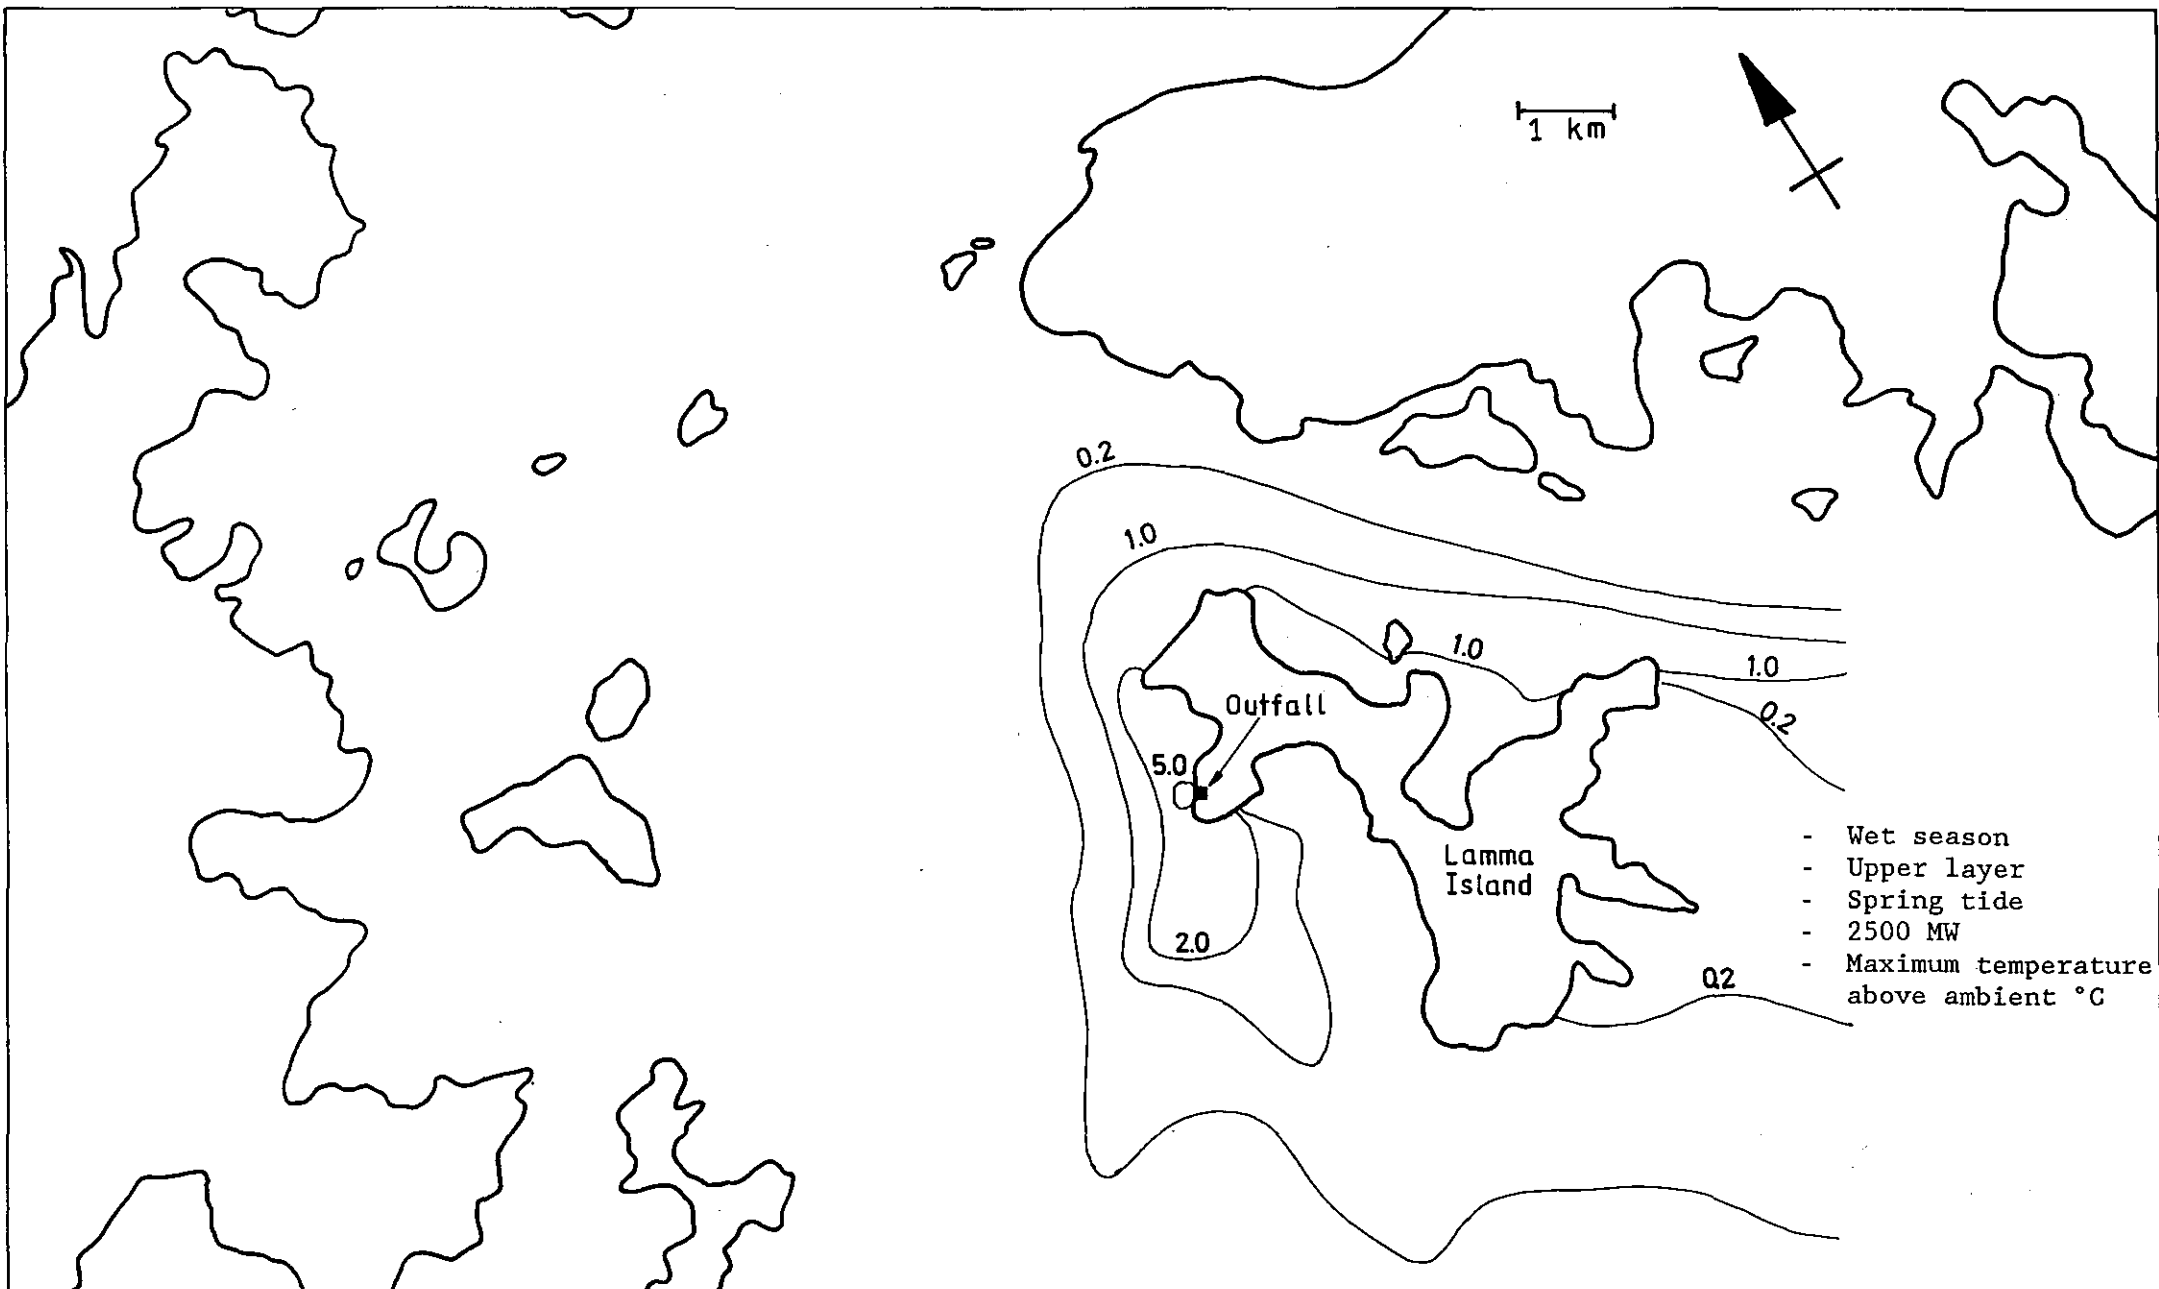 1 km
0.2
1.0
1.0
1.0
Outfall
0.2
5.0
Lamma
Island
2.0
0.2
- Wet season
- Upper layer
- Spring tide
- 2500 MW
- Maximum temperature
above ambient °C